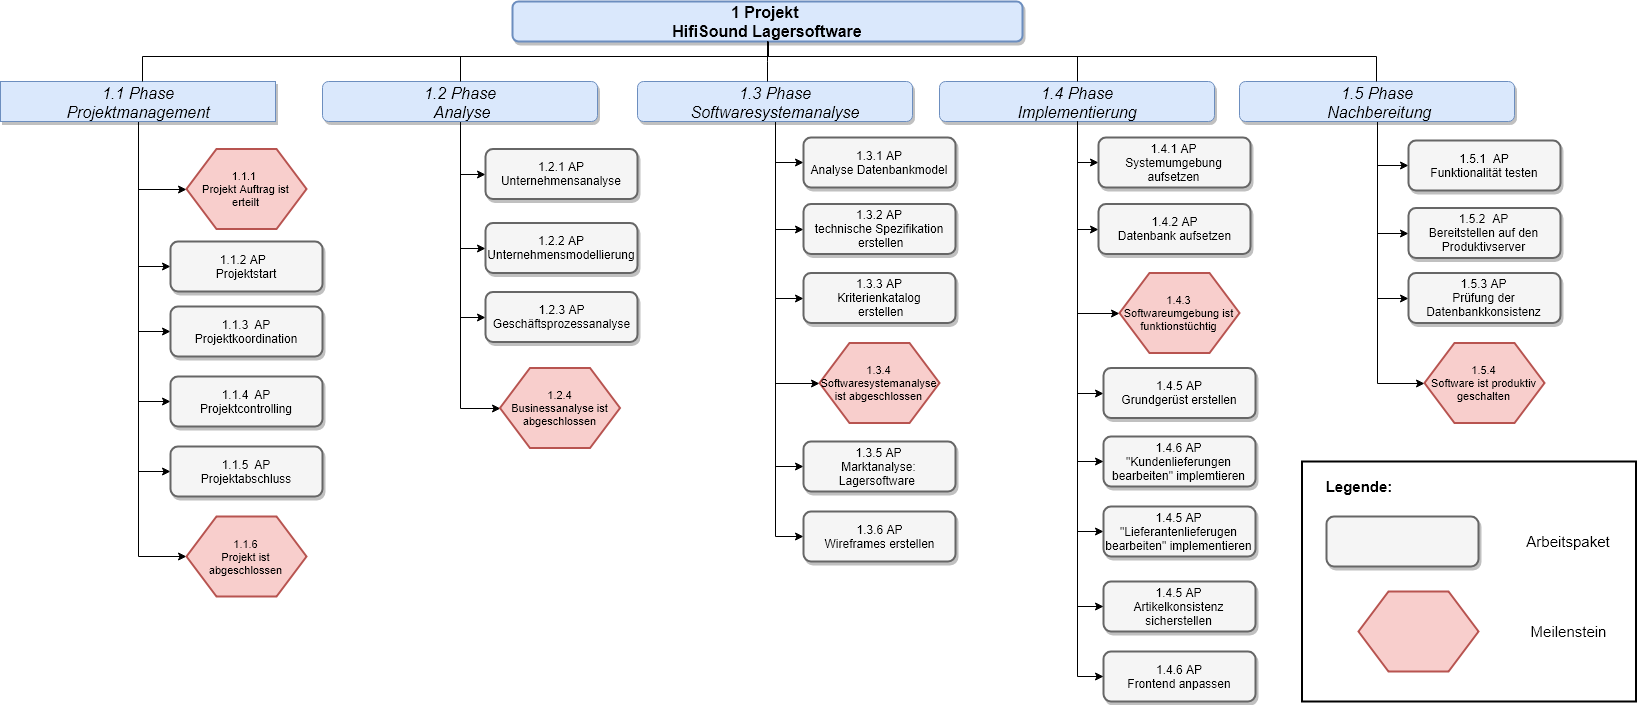 1 Projekt
HifiSound Lagersoftware
1.1 Phase
Projektmanagement
1.1.1
Projekt Auftrag ist
erteilt
1.1.2 AP
Projektstart
1.1.3 AP
Projektkoordination
1.1.4 AP
Projektcontrolling
1.1.5 AP
Projektabschluss
1.1.6
Projekt ist
abgeschlossen
1.2 Phase
Analyse
1.2.1 AP
Unternehmensanalyse
1.2.2 AP
Unternehmensmodellierung
1.2.3 AP
Geschäftsprozessanalyse
1.2.4
Businessanalyse ist
abgeschlossen
1.3 Phase
Softwaresystemanalyse
1.3.1 AP
Analyse Datenbankmodel
1.3.2 AP
technische Spezifikation
erstellen
1.3.3 AP
Kriterienkatalog
erstellen
1.3.4
Softwaresystemanalyse
ist abgeschlossen
1.3.5 AP
Marktanalyse:
Lagersoftware
1.3.6 AP
Wireframes erstellen
1.4 Phase
Implementierung
1.4.1 AP
Systemumgebung
aufsetzen
1.4.2 AP
Datenbank aufsetzen
1.4.3
Softwareumgebung ist
funktionstüchtig
1.4.5 AP
Grundgerüst erstellen
1.4.6 AP
"Kundenlieferungen
bearbeiten" implemtieren
1.4.5 AP
"Lieferantenlieferugen
bearbeiten" implementieren
1.4.5 AP
Artikelkonsistenz
sicherstellen
1.4.6 AP
Frontend anpassen
1.5 Phase
Nachbereitung
1.5.1 AP
Funktionalität testen
1.5.2 AP
Bereitstellen auf den
Produktivserver
1.5.3 AP
Prüfung der
Datenbankkonsistenz
1.5.4
Software ist produktiv
geschalten
Legende:
Arbeitspaket
Meilenstein